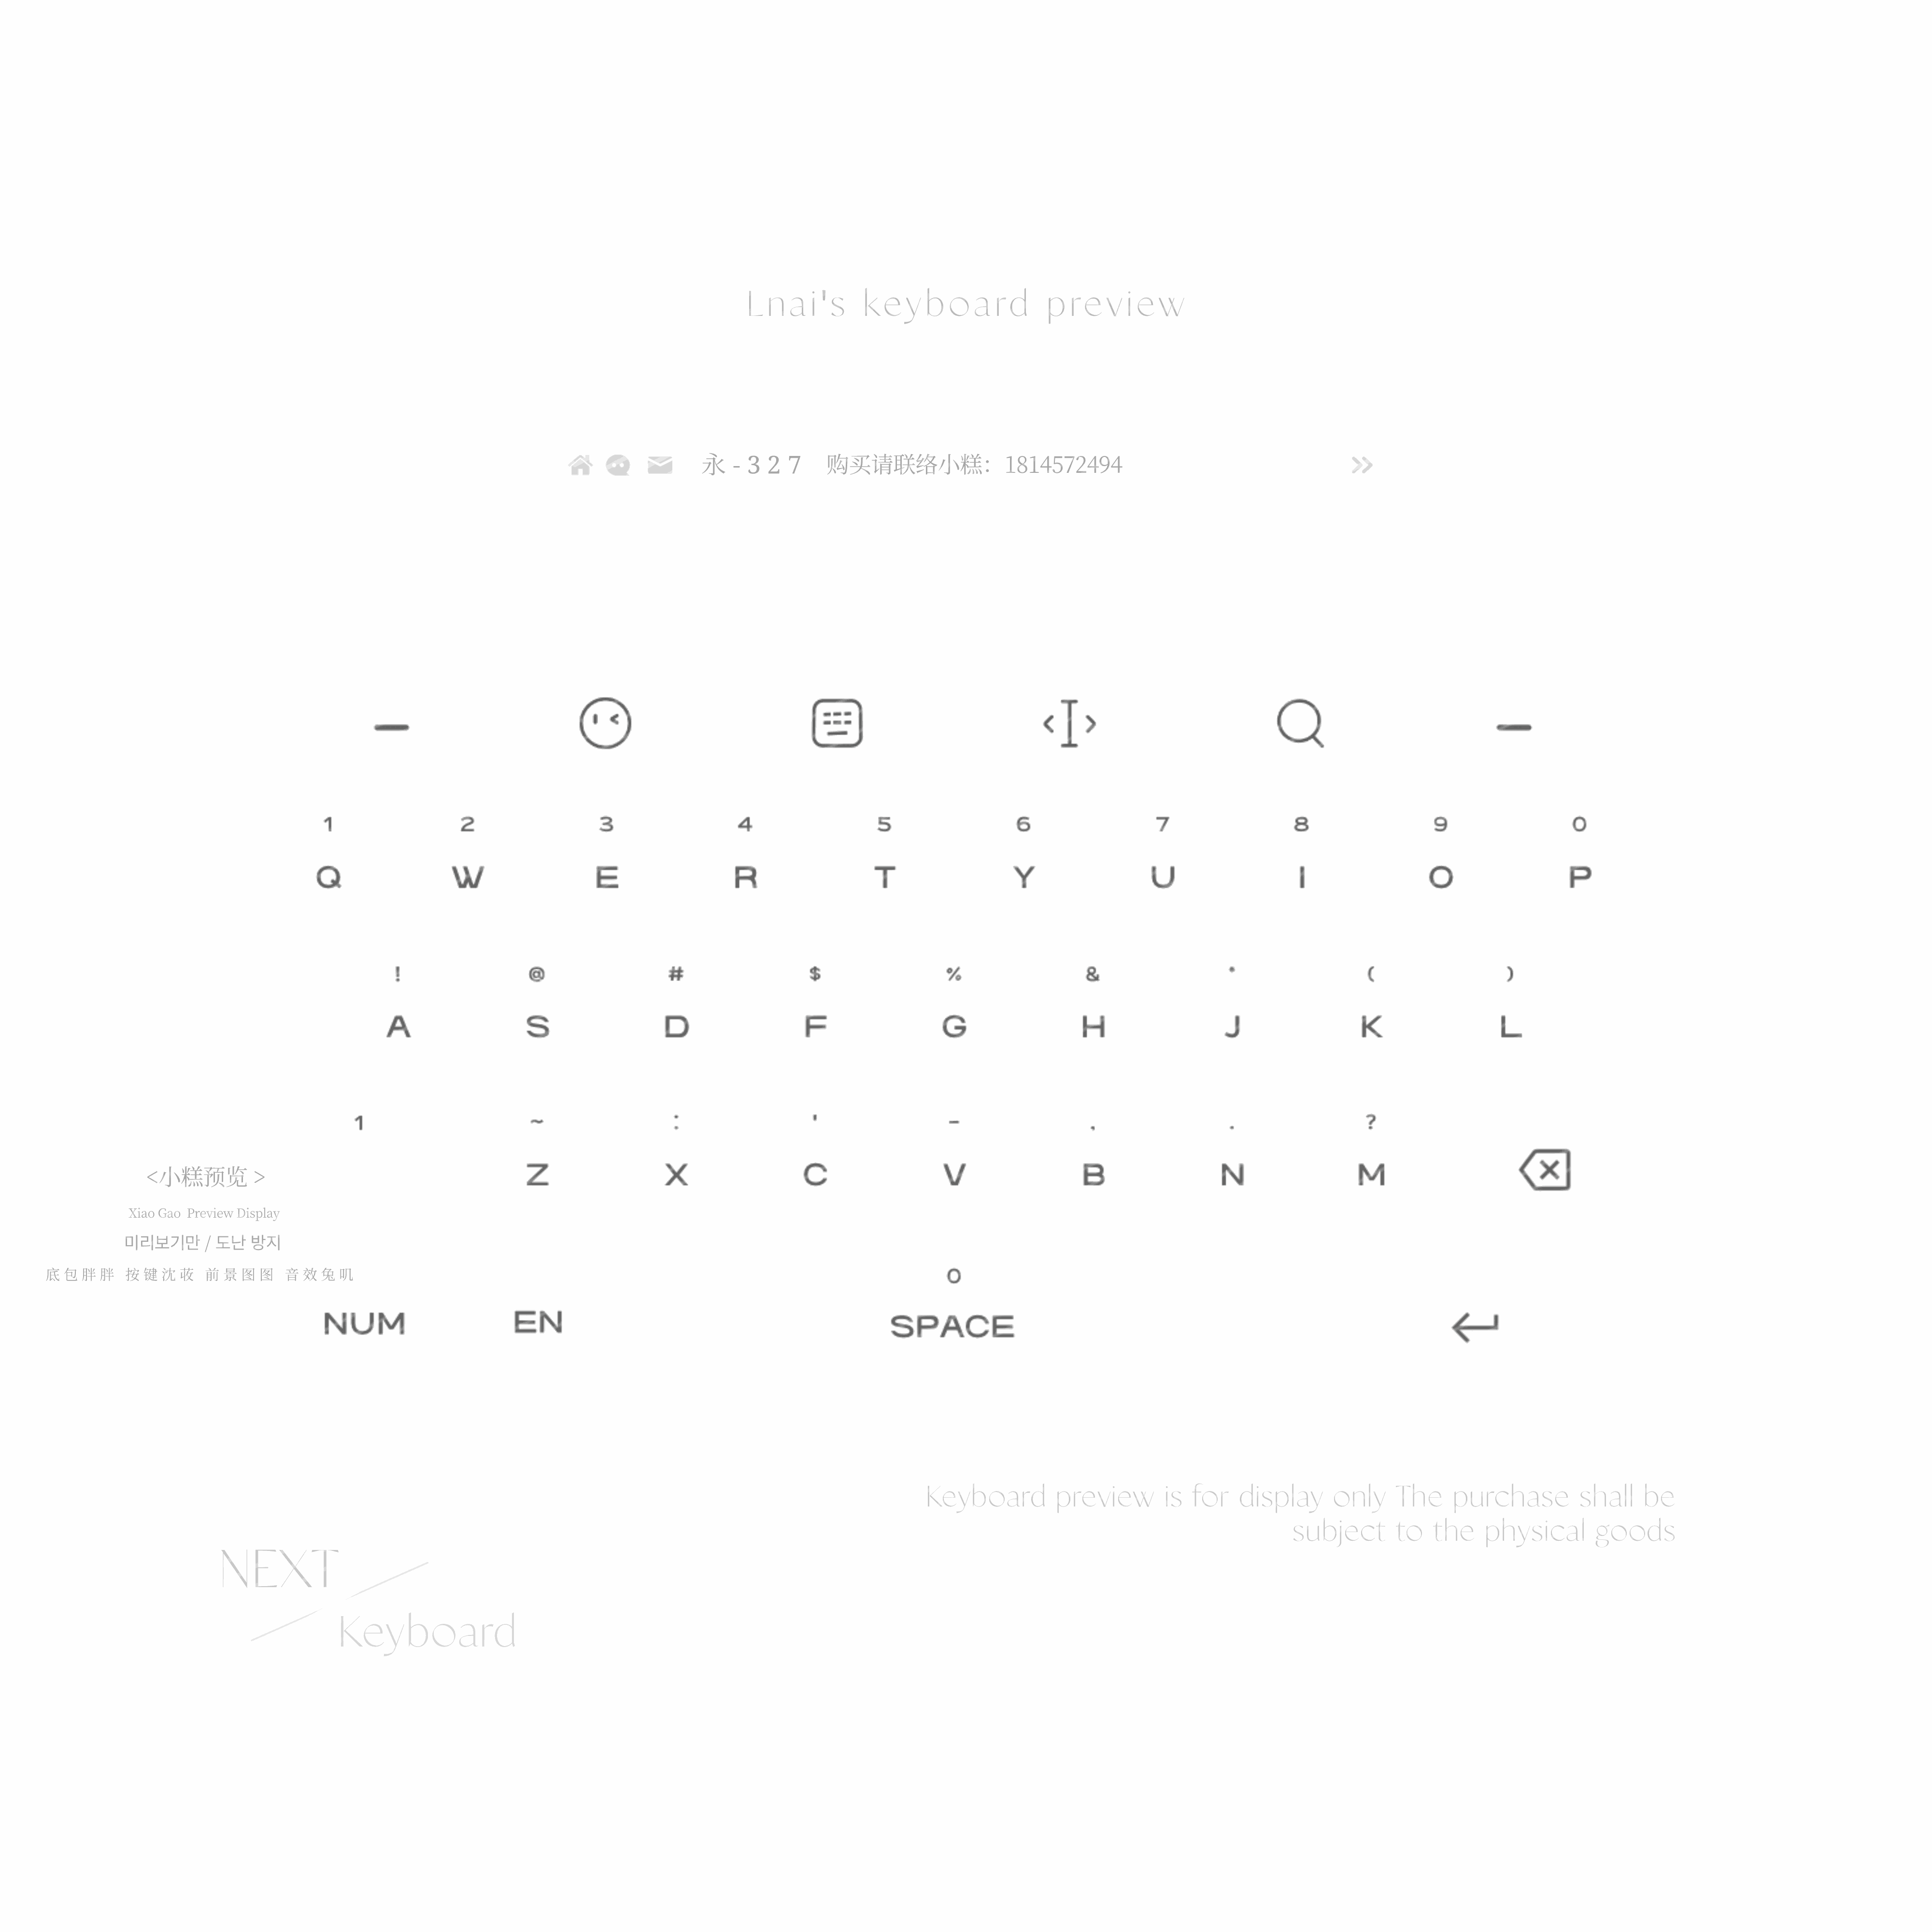 Lnai's keyboard preview
永-327 购买请联络小糕：1814572494
1 2 3 4 5 6 7 8 9 0
Q W E R T Y U I O P
! @ # $ % & * ( )
A S D F G H J K L
1 ~ : ' - , . ?
Z X C V B N M
<小糕预览 >
Xiao Gao Preview Display
미리보기만 / 도난 방지
底包胖胖 按键沈莜 前景图图 音效兔叽
0
NUM EN SPACE
Keyboard preview is for display only The purchase shall be
subject to the physical goods
NEXT
Keyboard